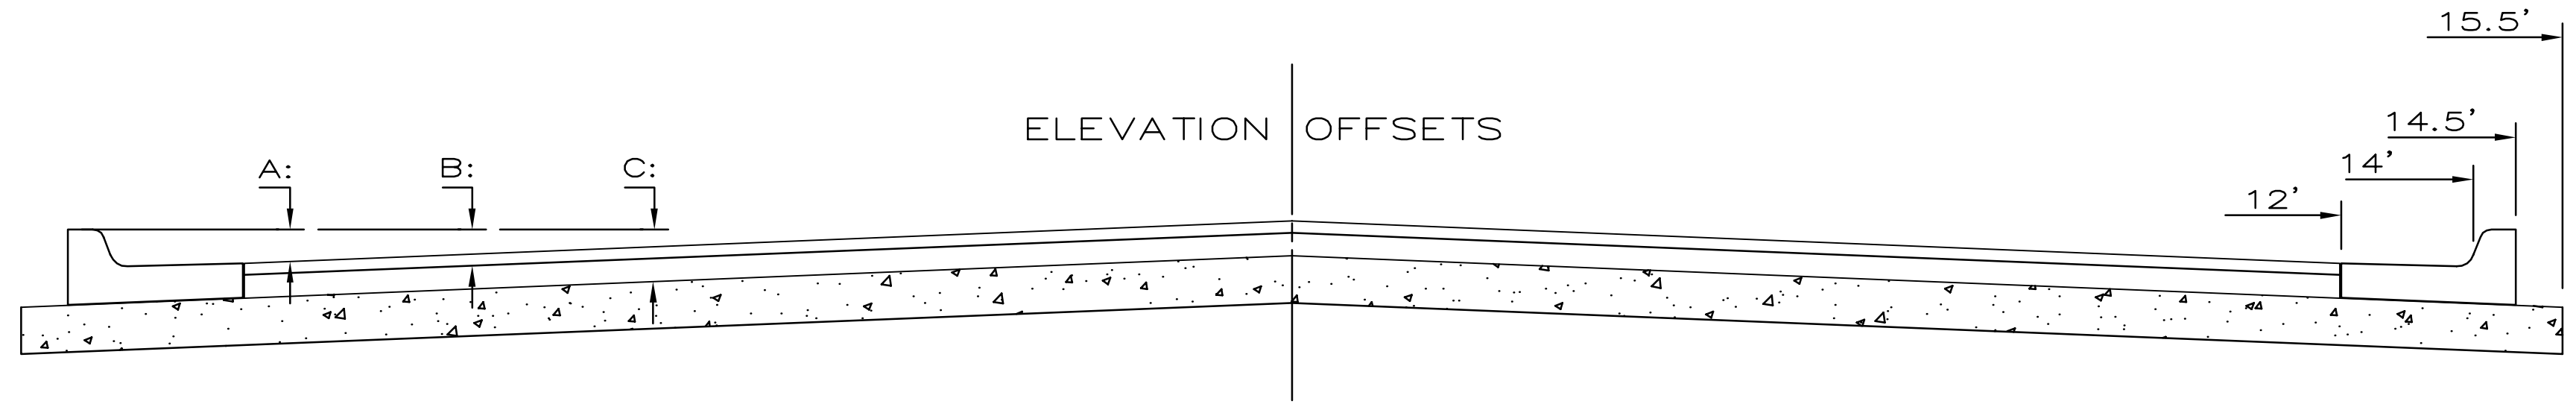 15.5'
ELEVATION OFFSETS
14.5'
A: B: C:
14'
12'